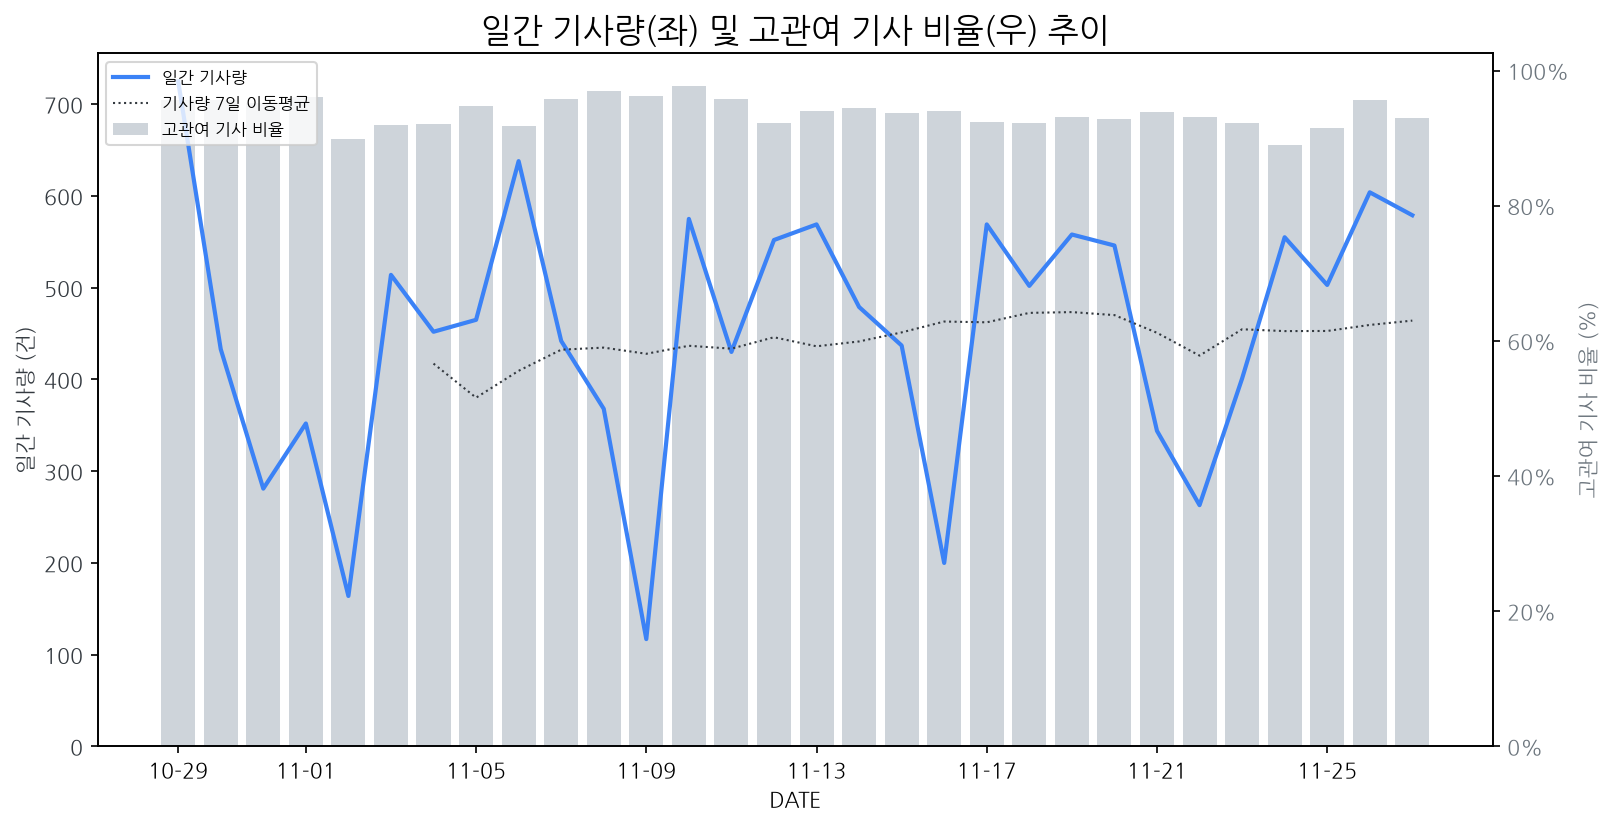 일간 기사량(좌) 및 고관여 기사 비율(우) 추이
일간 기사량
기사량 7일 이동평균
고관여 기사 비율
일간 기사량 (건)
700
600
500
400
300
200
100
0
100%
80%
60%
40%
20%
0%
고관여 기사 비율 (%)
10-29 11-01 11-05 11-09 11-13 11-17 11-21 11-25
DATE